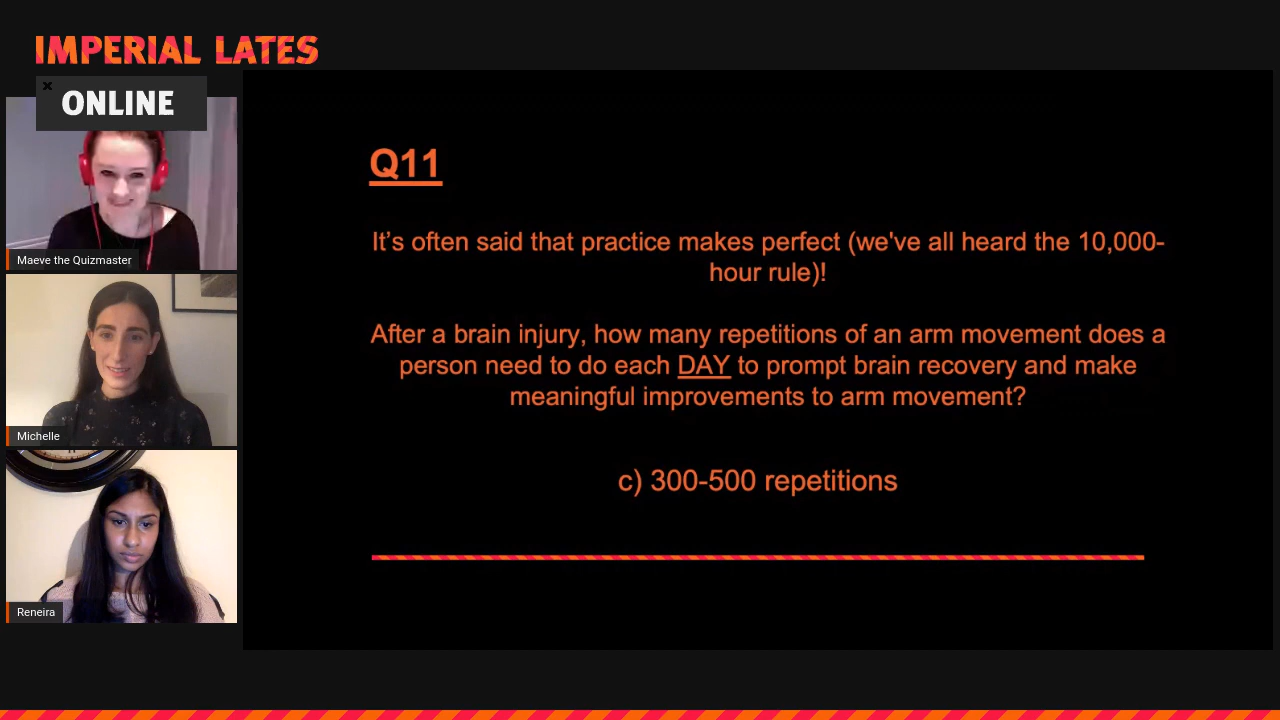 IMPERIAL LATES
ONLINE
Maeve the Quizmaster
Michelle
Reneira
Q11
It’s often said that practice makes perfect (we've all heard the 10,000-
hour rule)!
After a brain injury, how many repetitions of an arm movement does a
person need to do each DAY to prompt brain recovery and make
meaningful improvements to arm movement?
c) 300-500 repetitions